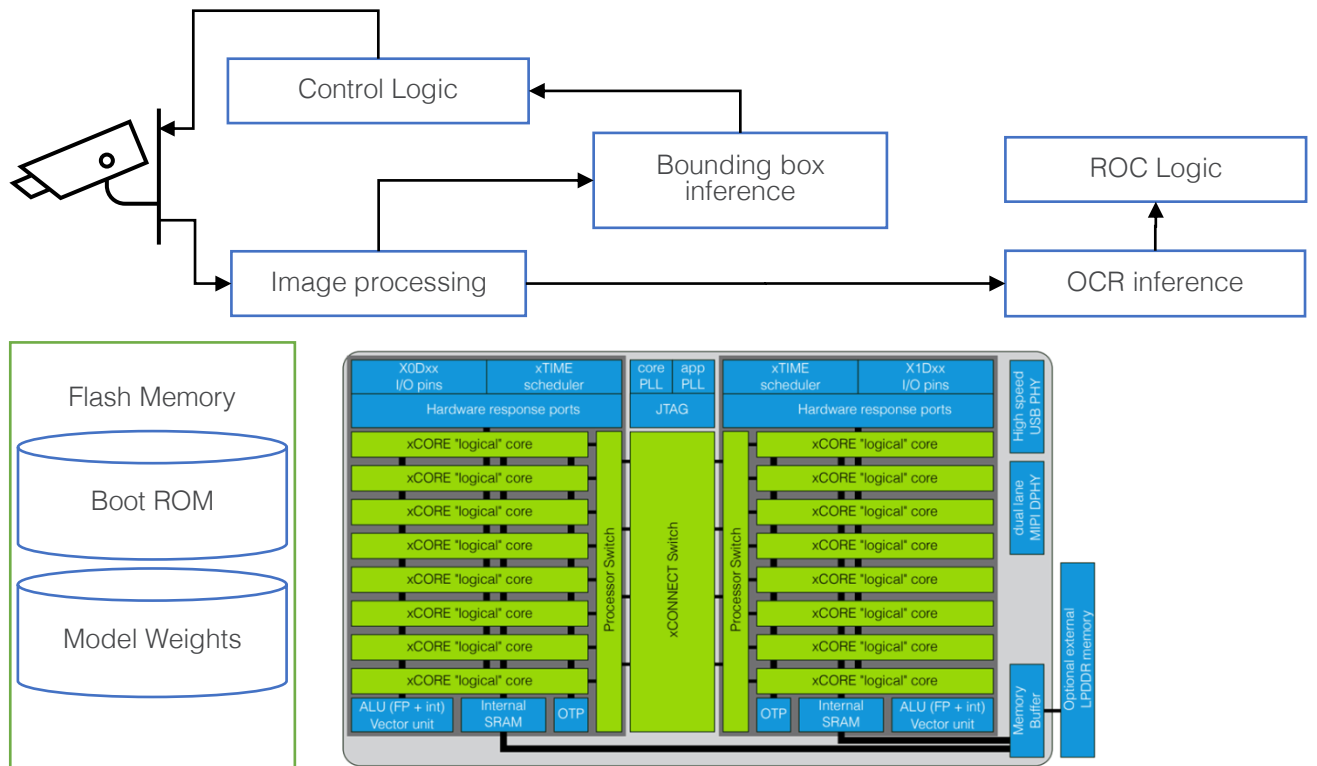 Control Logic
Bounding box
inference
ROC Logic
Image processing
OCR inference
Flash Memory
Boot ROM
Model Weights
X0Dxx
I/O pins
xTIME
scheduler
core
PLL
app
PLL
xTIME
scheduler
X1Dxx
I/O pins
Hardware response ports
JTAG
Hardware response ports
xCORE "logical" core
xCORE "logical" core
xCORE "logical" core
xCORE "logical" core
xCORE "logical" core
xCORE "logical" core
xCORE "logical" core
xCORE "logical" core
Processor Switch
xCONNECT Switch
Processor Switch
xCORE "logical" core
xCORE "logical" core
xCORE "logical" core
xCORE "logical" core
xCORE "logical" core
xCORE "logical" core
xCORE "logical" core
xCORE "logical" core
ALU (FP + int)
Vector unit
Internal
SRAM
OTP
OTP
Internal
SRAM
ALU (FP + int)
Vector unit
High speed
USB PHY
dual lane
MIPI DPHY
Memory
Buffer
Optional external
LPDDR memory